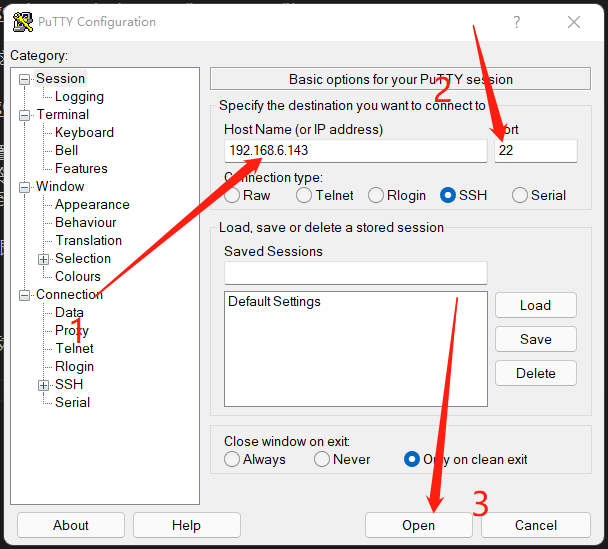 PuTTY Configuration
Category:
Session
Logging
Terminal
Keyboard
Bell
Features
Window
Appearance
Behaviour
Translation
Selection
Colours
Connection
Data
Proxy
Telnet
Rlogin
SSH
Serial
1
Basic options for your PuTTY session
2
Specify the destination you want to connect to
Host Name (or IP address)
192.168.6.143
22
Connection type:
Raw Telnet Rlogin SSH Serial
Load, save or delete a stored session
Saved Sessions
Default Settings
Load
Save
Delete
Close window on exit:
Always Never Only on clean exit
3
About Help Open Cancel